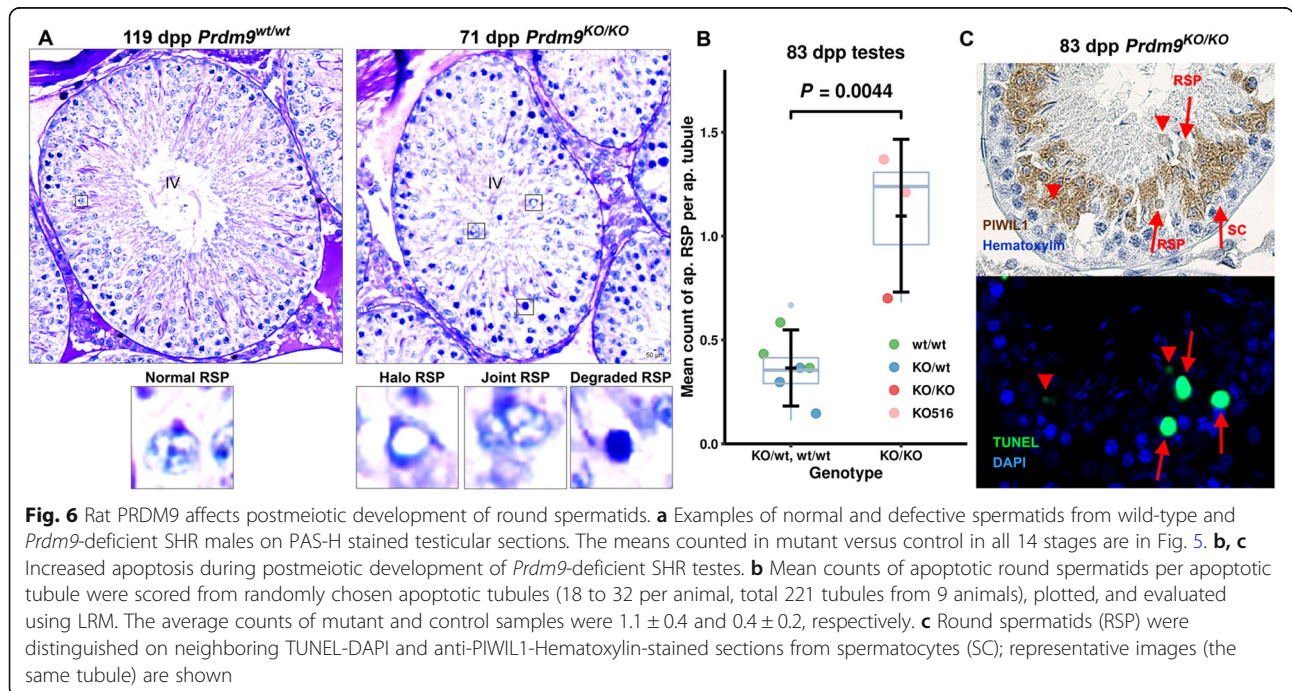 A
119 dpp Prdm9wt/wt
71 dpp Prdm9KO/KO
IV
IV
50 µm
Normal RSP
Halo RSP
Joint RSP
Degraded RSP
B
83 dpp testes
P = 0.0044
Mean count of ap. RSP per ap. tubule
1.5
1.0
0.5
0.0
wt/wt
KO/wt
KO/KO
KO516
KO/wt, wt/wt
KO/KO
Genotype
C
83 dpp Prdm9KO/KO
RSP
PIWIL1
Hematoxylin
RSP
SC
TUNEL
DAPI
Fig. 6 Rat PRDM9 affects postmeiotic development of round spermatids. a Examples of normal and defective spermatids from wild-type and
Prdm9-deficient SHR males on PAS-H stained testicular sections. The means counted in mutant versus control in all 14 stages are in Fig. 5. b, c
Increased apoptosis during postmeiotic development of Prdm9-deficient SHR testes. b Mean counts of apoptotic round spermatids per apoptotic
tubule were scored from randomly chosen apoptotic tubules (18 to 32 per animal, total 221 tubules from 9 animals), plotted, and evaluated
using LRM. The average counts of mutant and control samples were 1.1 ± 0.4 and 0.4 ± 0.2, respectively. c Round spermatids (RSP) were
distinguished on neighboring TUNEL-DAPI and anti-PIWIL1-Hematoxylin-stained sections from spermatocytes (SC); representative images (the
same tubule) are shown